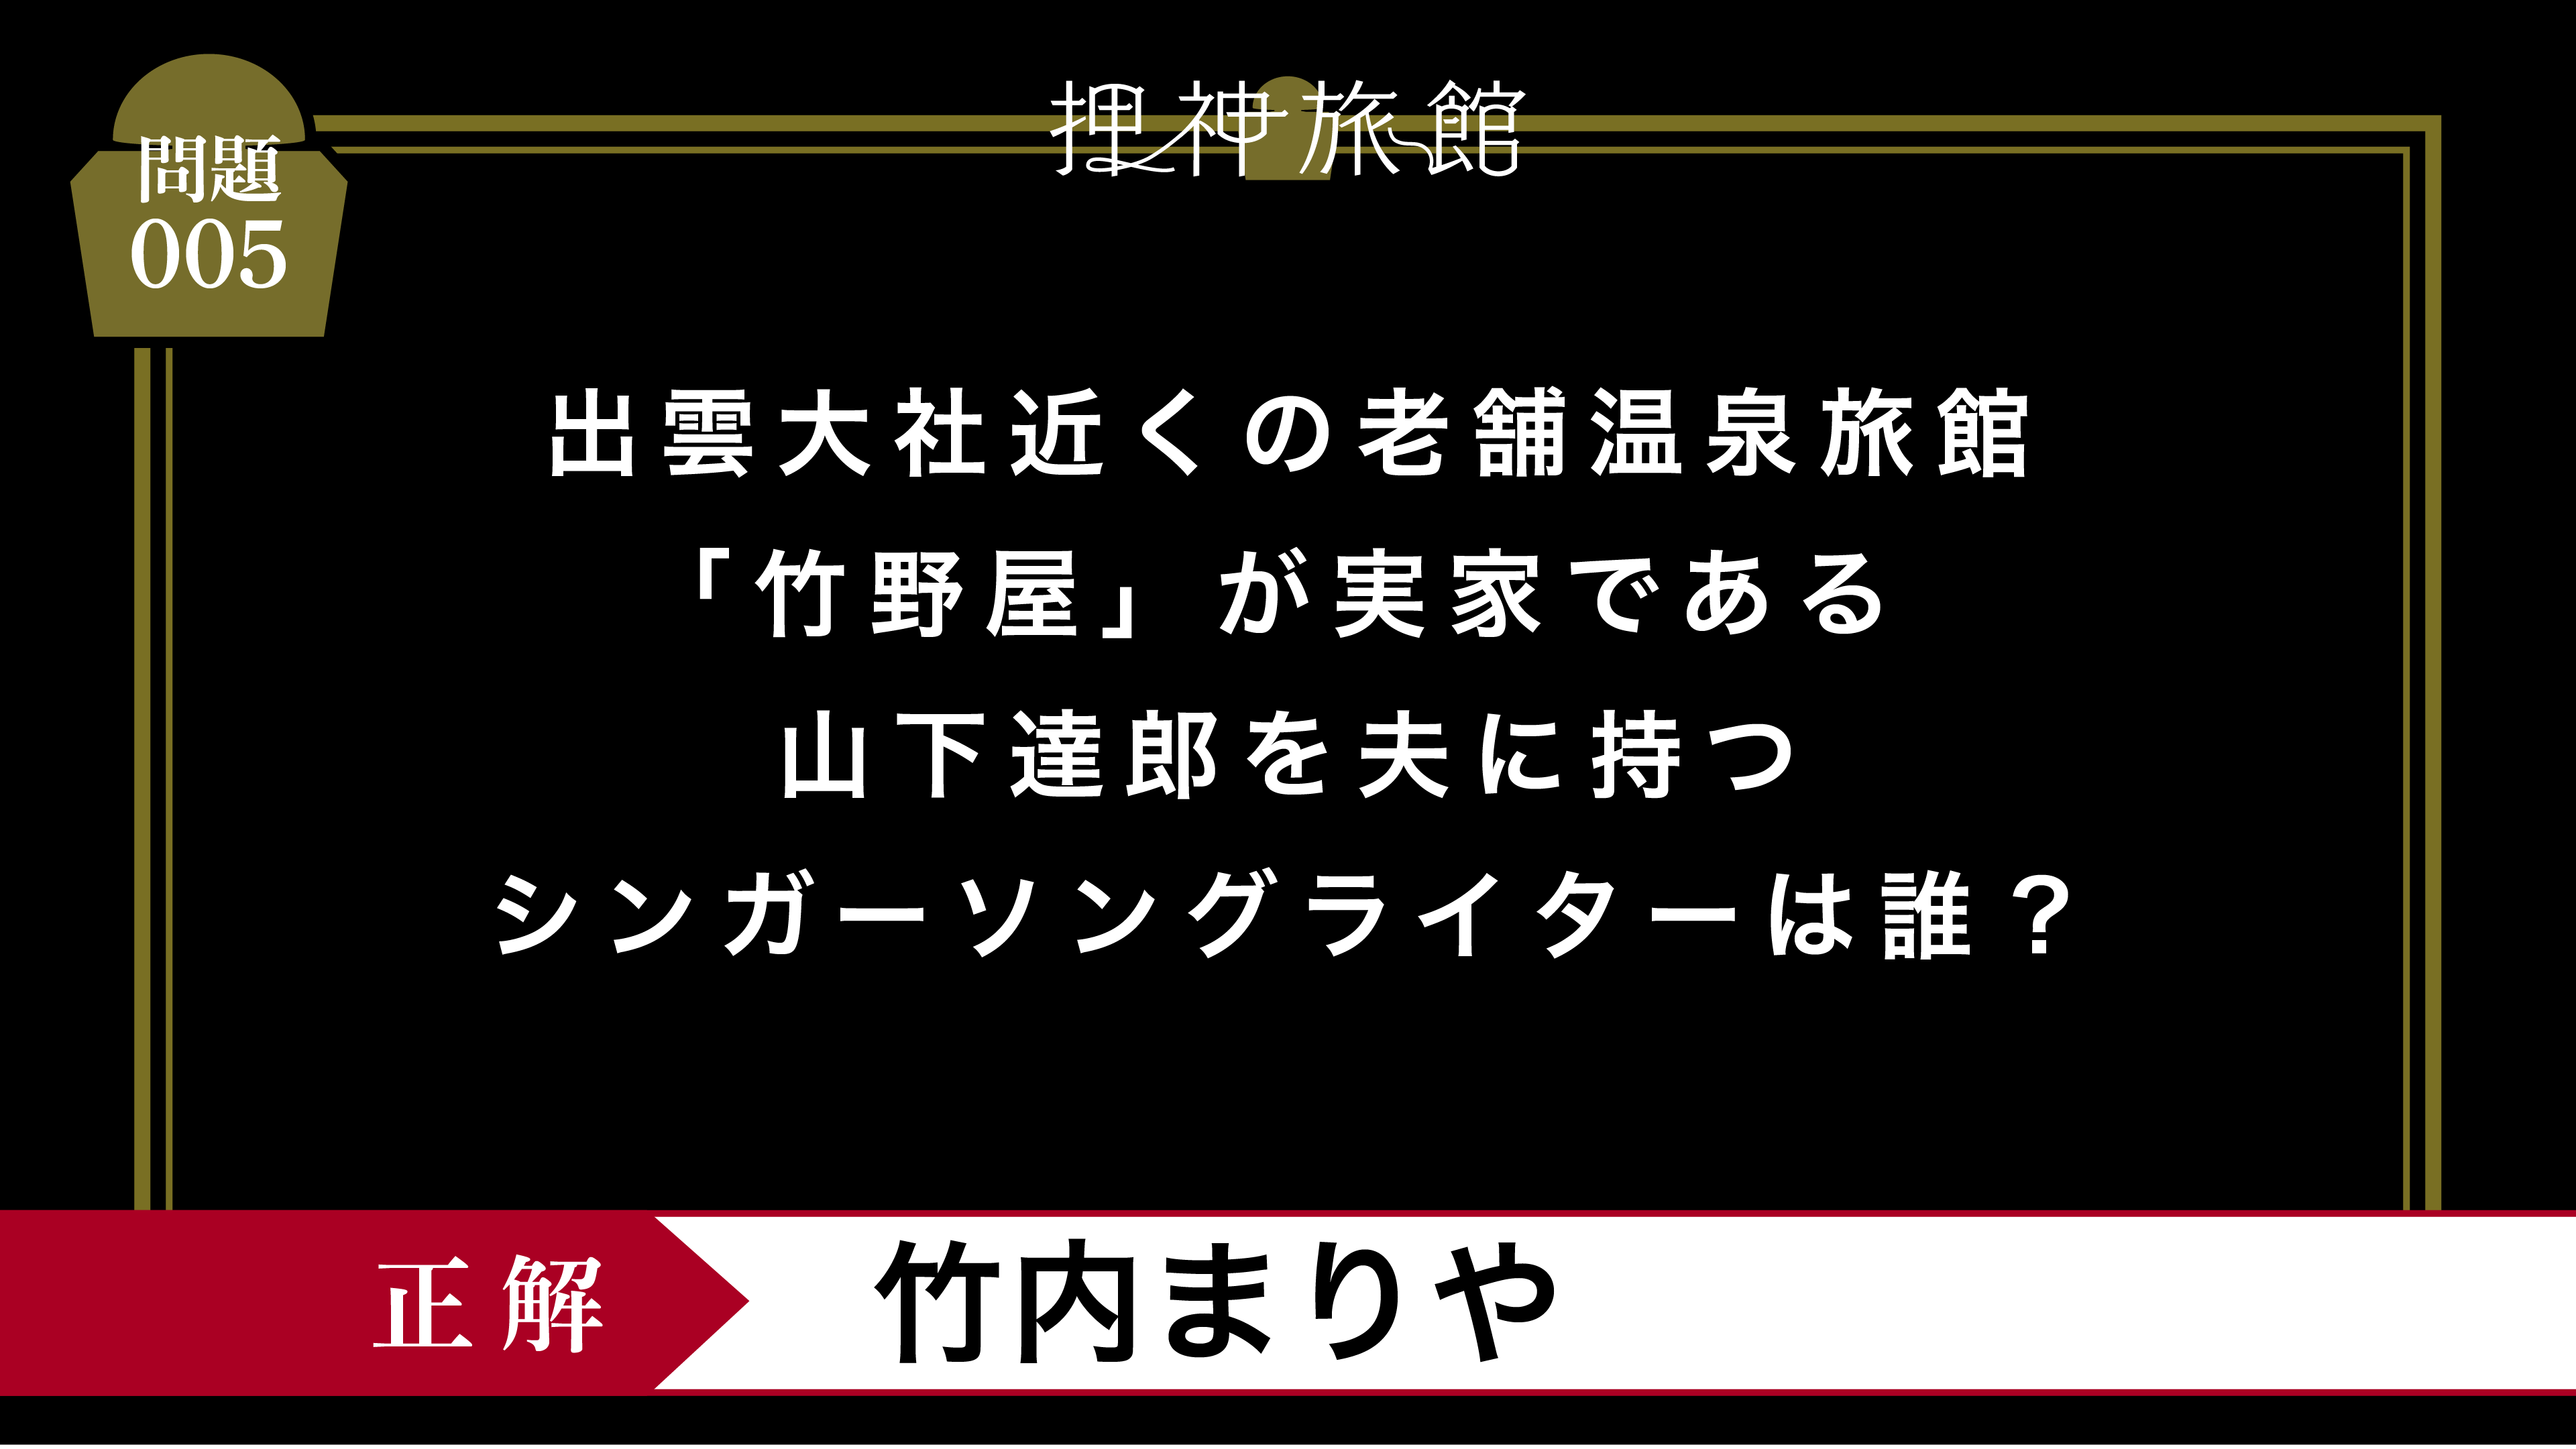 押神旅館
問題
005
出雲大社近くの老舗温泉旅館
「竹野屋」が実家である
山下達郎を夫に持つ
シンガーソングライターは誰？
正解
竹内まりや